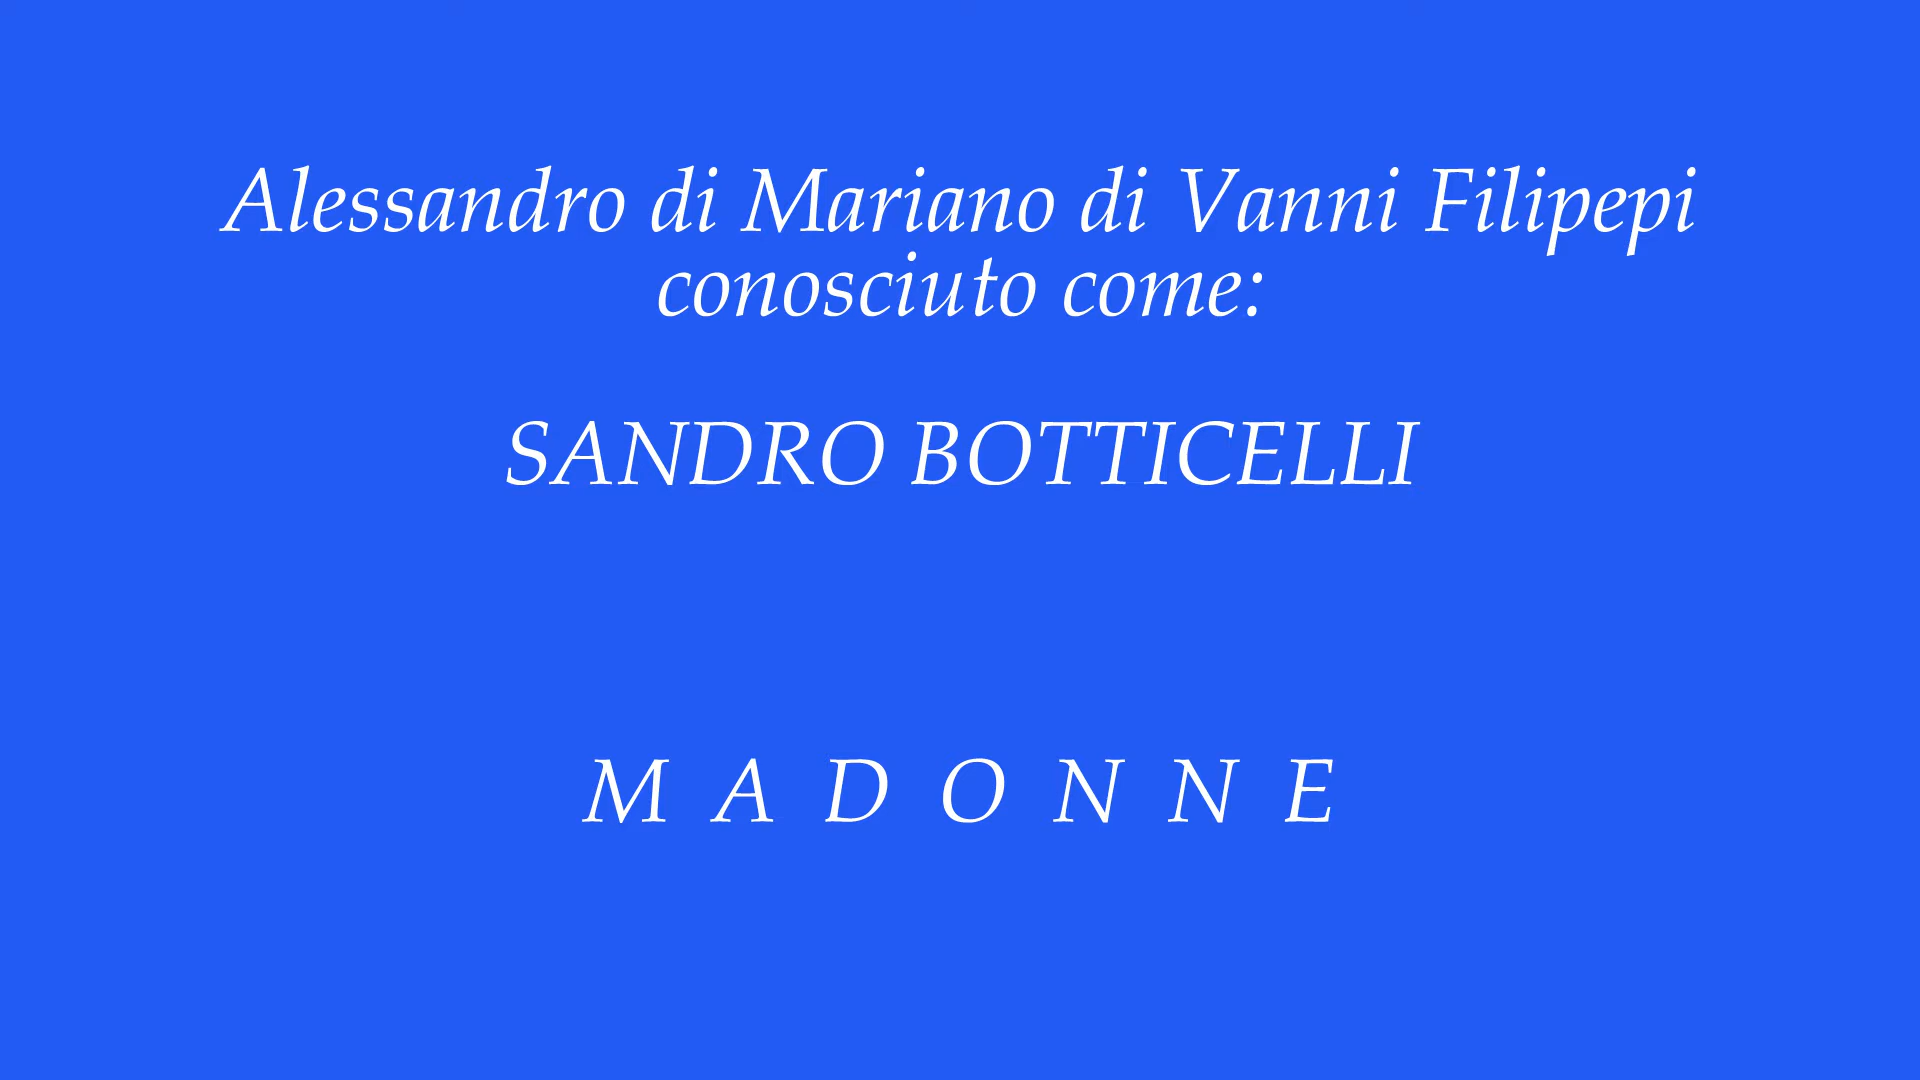 Alessandro di Mariano di Vanni Filipepi
conosciuto come:
SANDRO BOTTICELLI
M A D O N N E